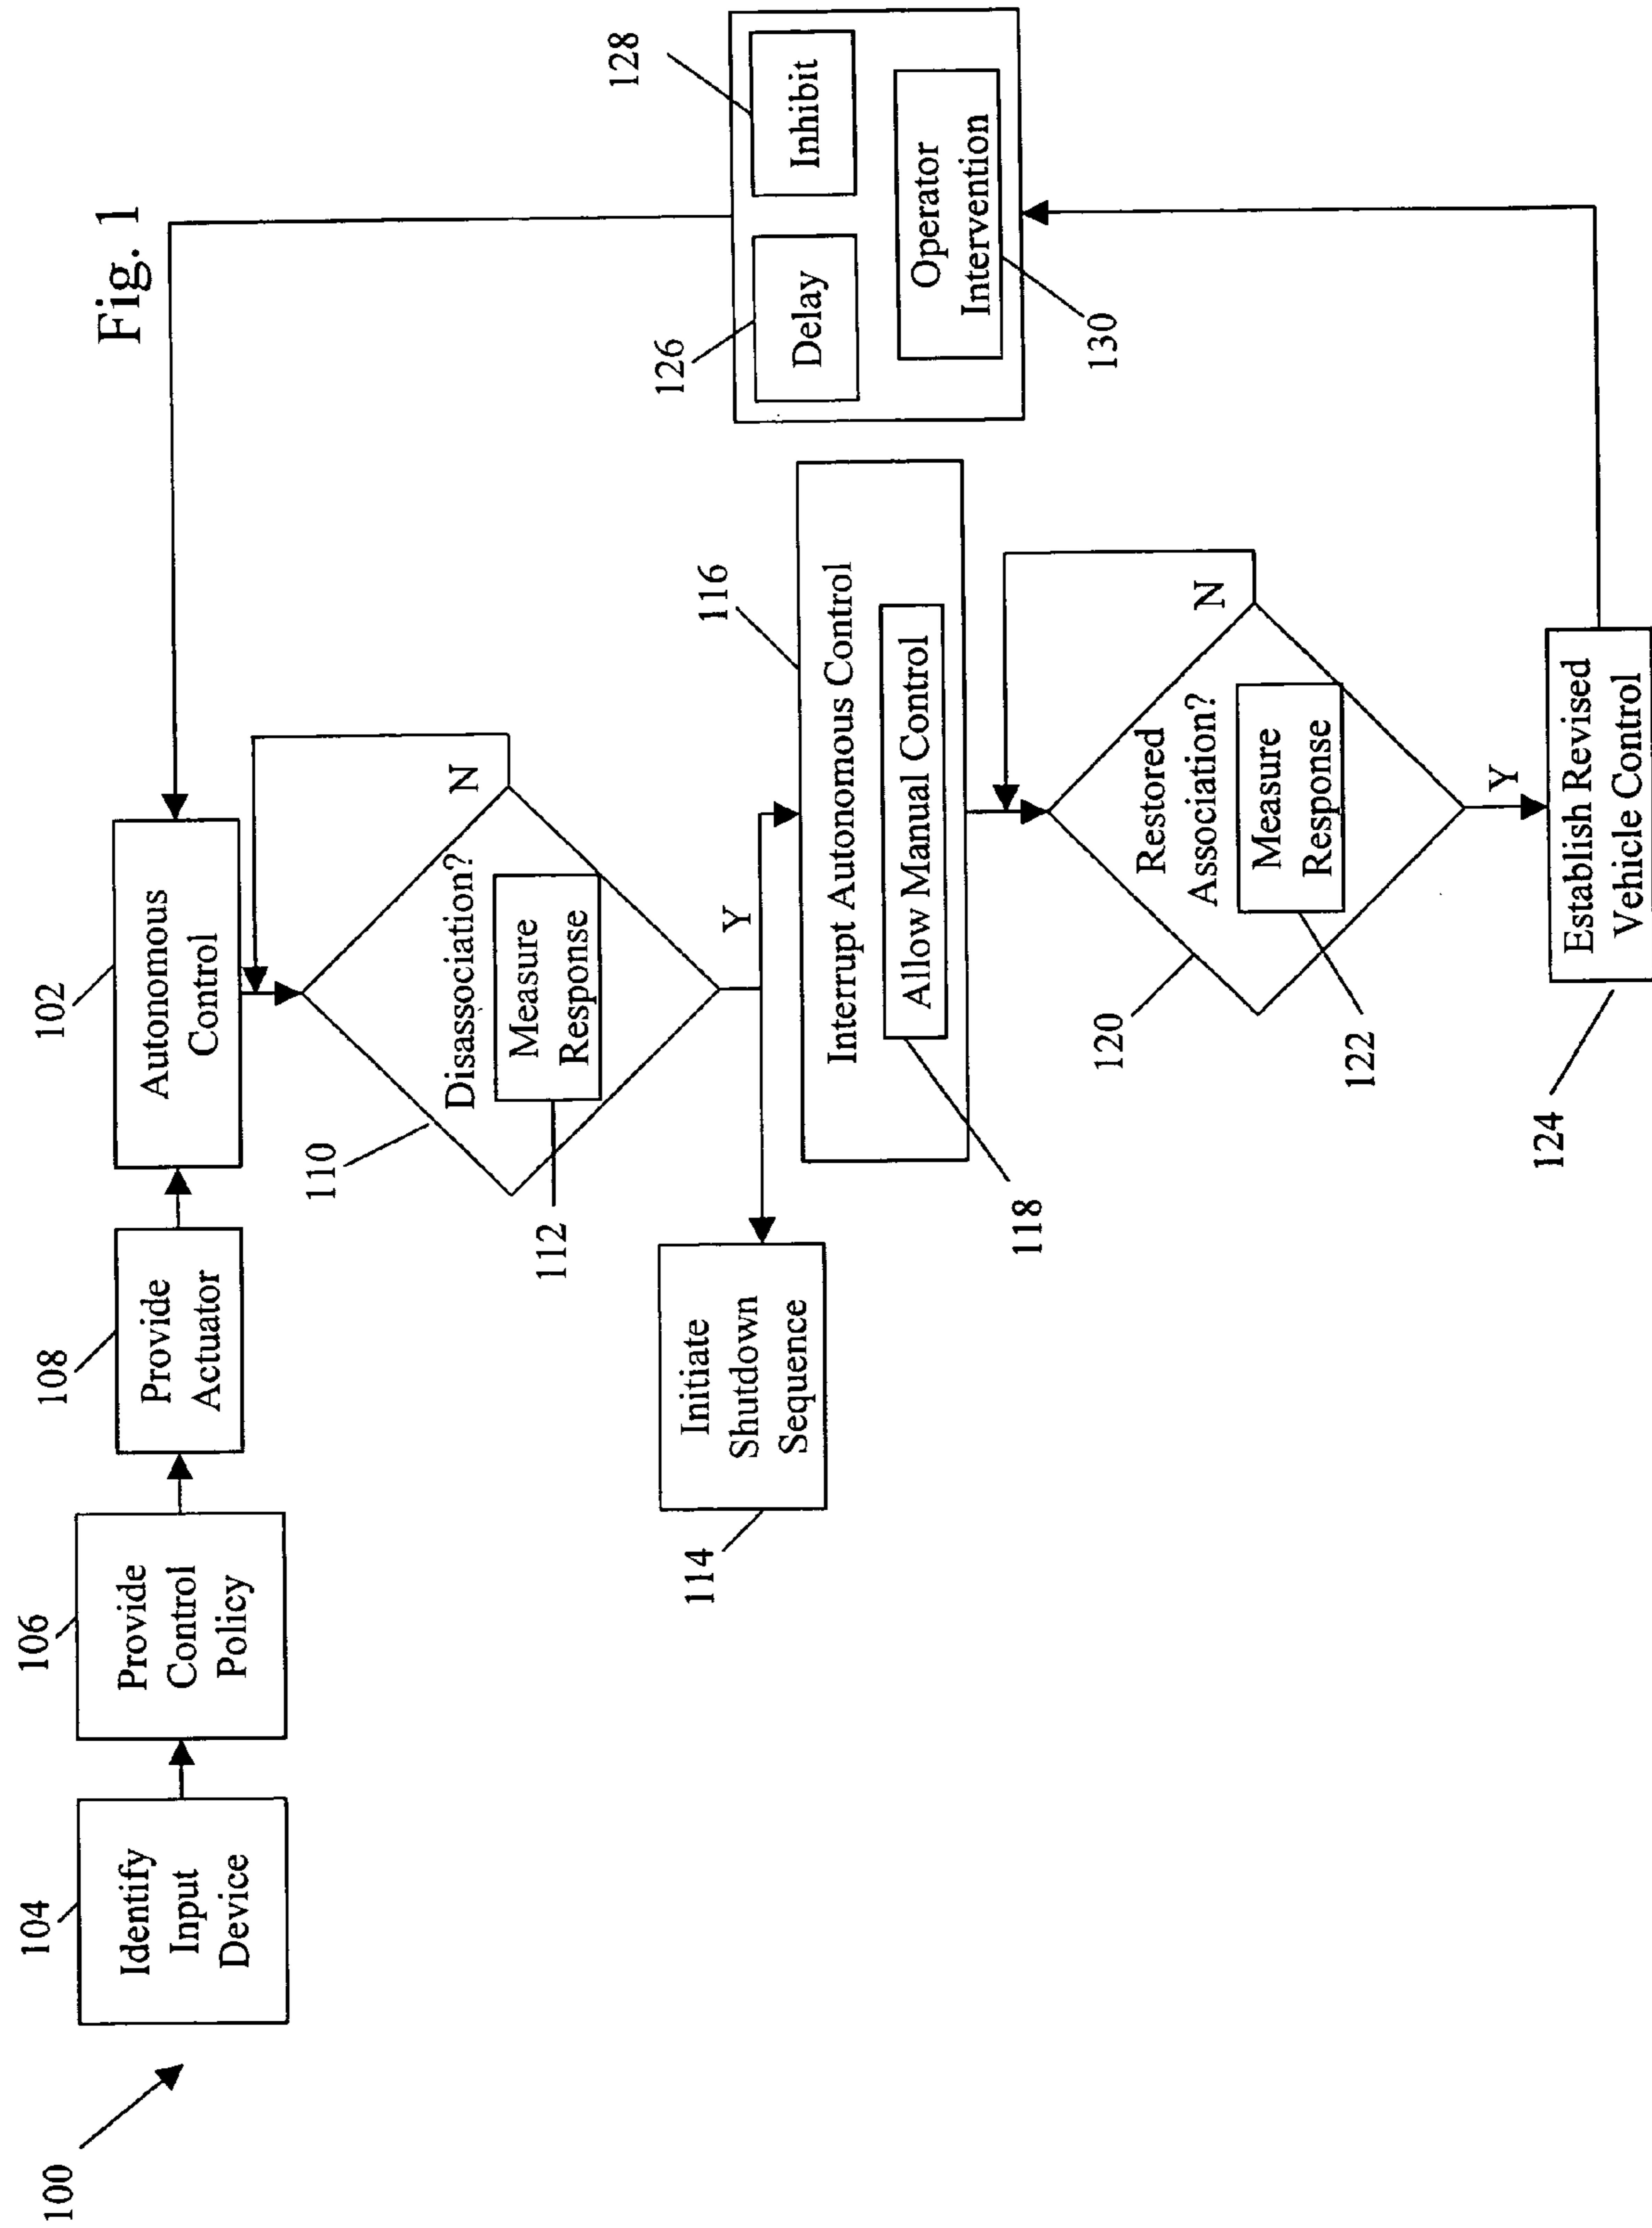 Fig. 1
100
104
Identify
Input
Device
106
Provide
Control
Policy
108
Provide
Actuator
102
Autonomous
Control
110
Disassociation?
112
Measure
Response
N
Y
114
Initiate
Shutdown
Sequence
116
Interrupt Autonomous Control
118
Allow Manual Control
120
Restored
Association?
122
Measure
Response
N
Y
124
Establish Revised
Vehicle Control
126
Delay
128
Inhibit
130
Operator
Intervention